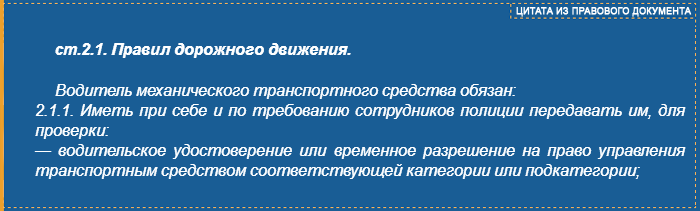 ЦИТАТА ИЗ ПРАВОВОГО ДОКУМЕНТА
ст.2.1. Правил дорожного движения.
Водитель механического транспортного средства обязан:
2.1.1. Иметь при себе и по требованию сотрудников полиции передавать им, для
проверки:
— водительское удостоверение или временное разрешение на право управления
транспортным средством соответствующей категории или подкатегории;